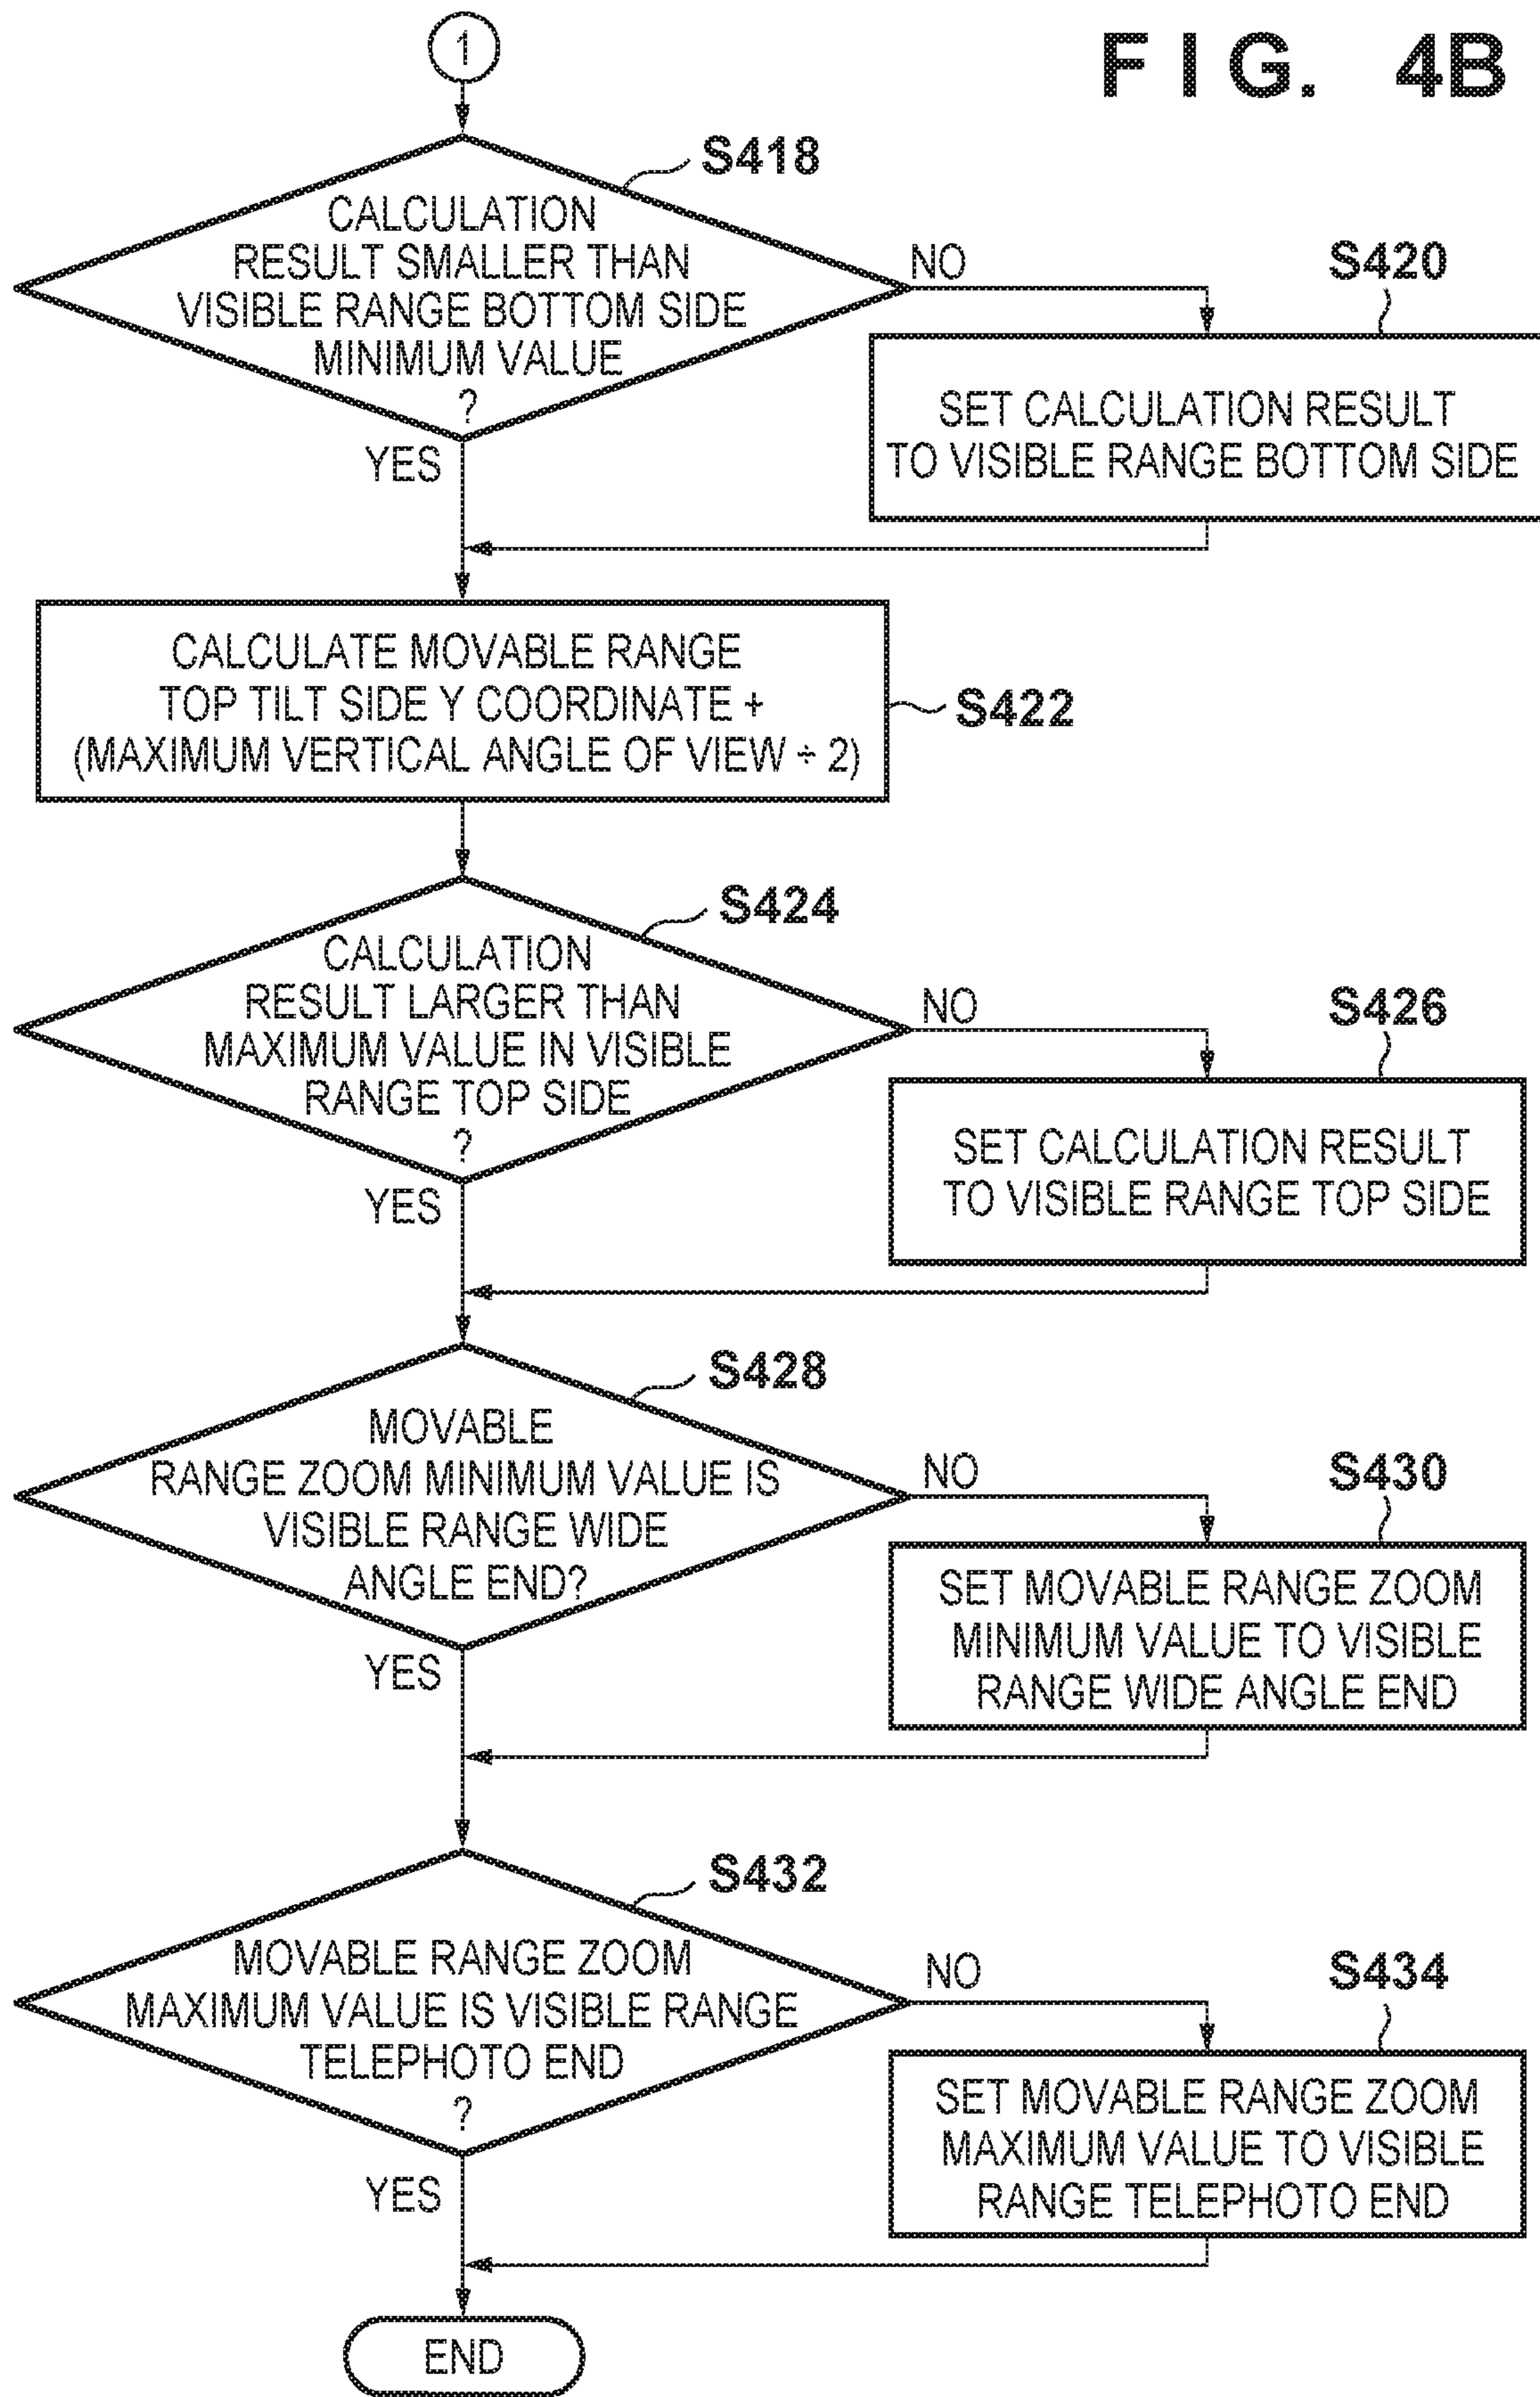 1
FIG. 4B
S418
CALCULATION
RESULT SMALLER THAN
VISIBLE RANGE BOTTOM SIDE
MINIMUM VALUE
?
NO
YES
S420
SET CALCULATION RESULT
TO VISIBLE RANGE BOTTOM SIDE
CALCULATE MOVABLE RANGE
TOP TILT SIDE Y COORDINATE +
(MAXIMUM VERTICAL ANGLE OF VIEW ÷ 2)
S422
S424
CALCULATION
RESULT LARGER THAN
MAXIMUM VALUE IN VISIBLE
RANGE TOP SIDE
?
NO
YES
S426
SET CALCULATION RESULT
TO VISIBLE RANGE TOP SIDE
S428
MOVABLE
RANGE ZOOM MINIMUM VALUE IS
VISIBLE RANGE WIDE
ANGLE END?
NO
YES
S430
SET MOVABLE RANGE ZOOM
MINIMUM VALUE TO VISIBLE
RANGE WIDE ANGLE END
S432
MOVABLE RANGE ZOOM
MAXIMUM VALUE IS VISIBLE RANGE
TELEPHOTO END
?
NO
YES
S434
SET MOVABLE RANGE ZOOM
MAXIMUM VALUE TO VISIBLE
RANGE TELEPHOTO END
END